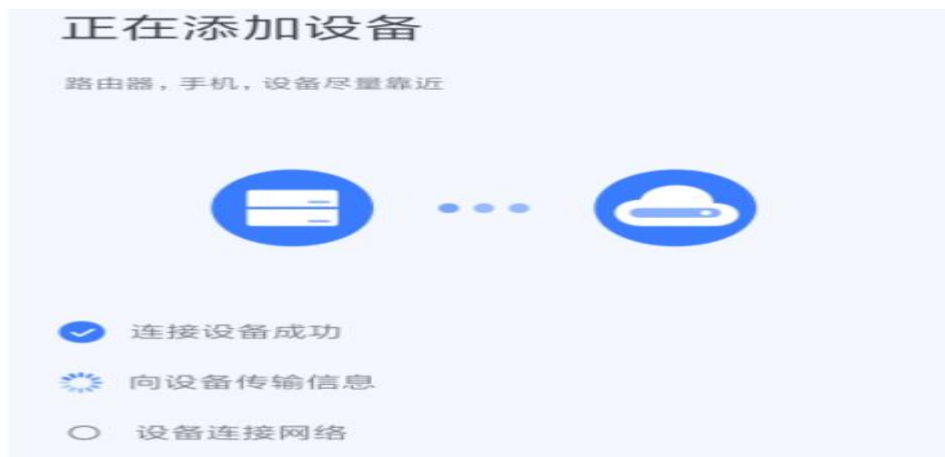 正在添加设备
路由器，手机，设备尽量靠近
连接设备成功
向设备传输信息
设备连接网络